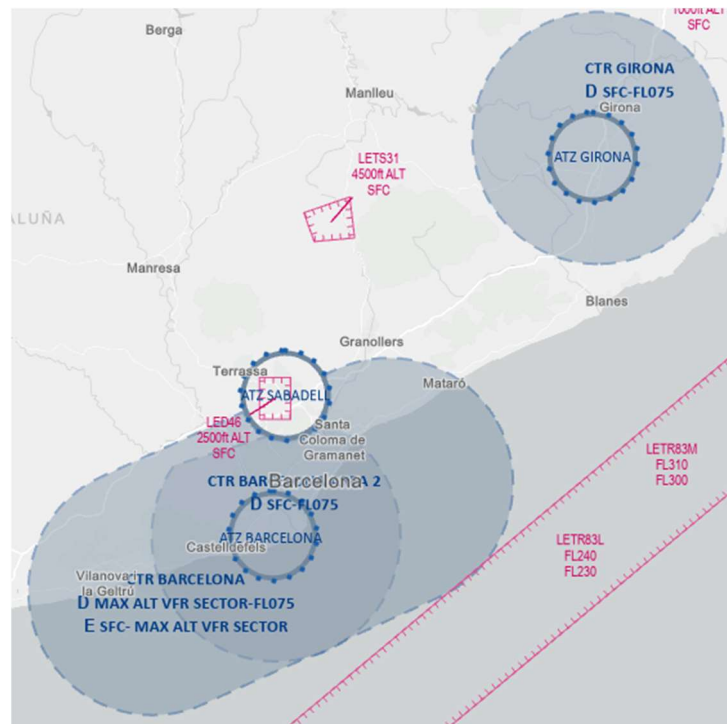 1000ft ALT
SFC
Berga
CTR GIRONA
D SFC-FL075
Girona
Manlleu
ATZ GIRONA
LETS31
4500ft ALT
SFC
ALUÑA
Manresa
Blanes
Granollers
Terrassa
Mataró
ATZ SABADELL
LED46
2500ft ALT
SFC
Santa
Coloma de
Gramanet
LETR83M
FL310
FL300
CTR BAR
A 2
Barcelona
D SFC-FL075
ATZ BARCELONA
Castelldefels
LETR83L
FL240
FL230
Vilanova i
la Geltrú
CTR BARCELONA
D MAX ALT VFR SECTOR-FL075
E SFC- MAX ALT VFR SECTOR